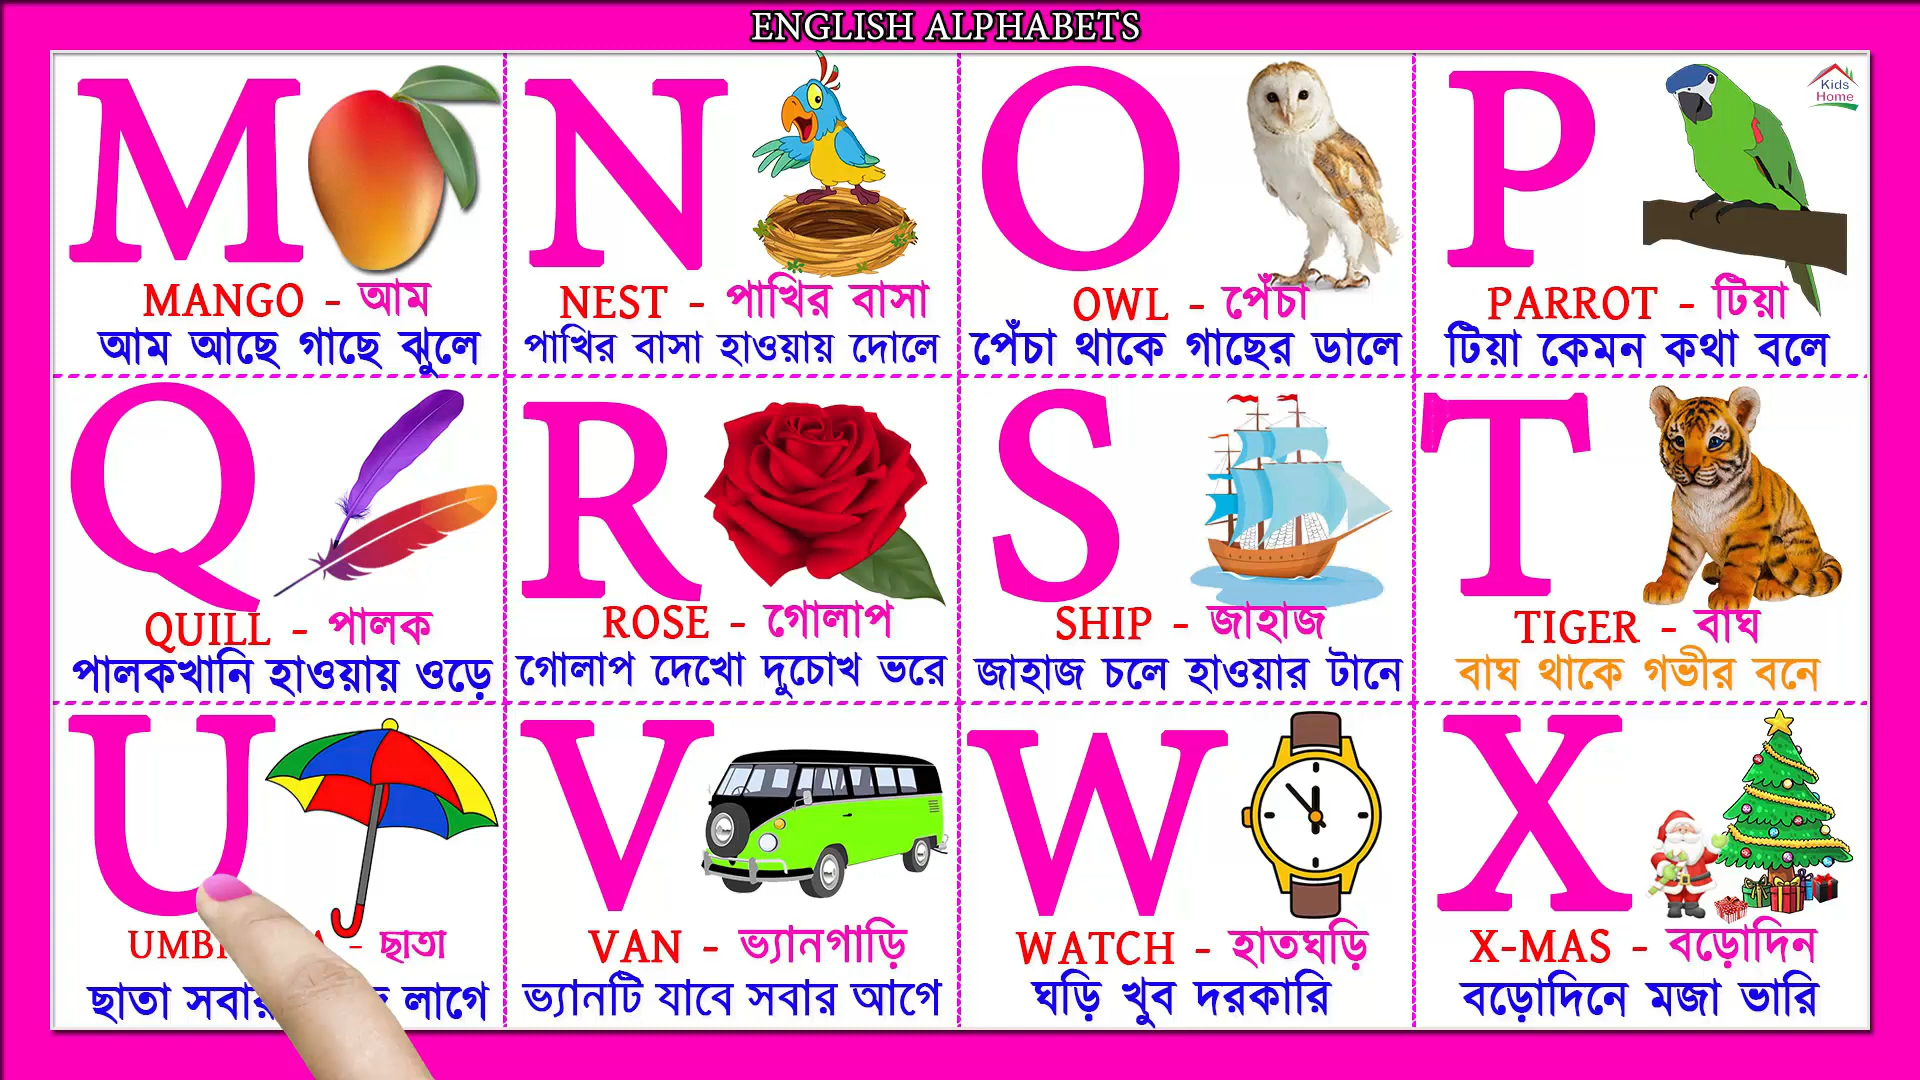 ENGLISH ALPHABETS
Kids
Home
M
MANGO - আম
আম আছে গাছে ঝুলে
N
NEST - পাখির বাসা
পাখির বাসা হাওয়ায় দোলে
O
OWL - পেঁচা
পেঁচা থাকে গাছের ডালে
P
PARROT - টিয়া
টিয়া কেমন কথা বলে
Q
QUILL - পালক
পালকখানি হাওয়ায় ওড়ে
R
ROSE - গোলাপ
গোলাপ দেখো দুচোখ ভরে
S
SHIP - জাহাজ
জাহাজ চলে হাওয়ার টানে
T
TIGER - বাঘ
বাঘ থাকে গভীর বনে
U
- ছাতা
ছাতা সবার লাগে
V
VAN - ভ্যানগাড়ি
ভ্যানটি যাবে সবার আগে
W
WATCH - হাতঘড়ি
ঘড়ি খুব দরকারি
X
X-MAS - বড়োদিন
বড়োদিনে মজা ভারি